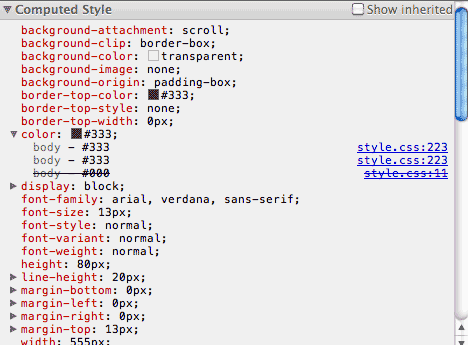 Computed Style Show inherited
background-attachment: scroll;
background-clip: border-box;
background-color: transparent;
background-image: none;
background-origin: padding-box;
border-top-color: #333;
border-top-style: none;
border-top-width: 0px;
color: #333;
body – #333 style.css:223
body – #333 style.css:223
body – #000 style.css:11
display: block;
font-family: arial, verdana, sans-serif;
font-size: 13px;
font-style: normal;
font-variant: normal;
font-weight: normal;
height: 80px;
line-height: 20px;
margin-bottom: 0px;
margin-left: 0px;
margin-right: 0px;
margin-top: 13px;
width: 555px;